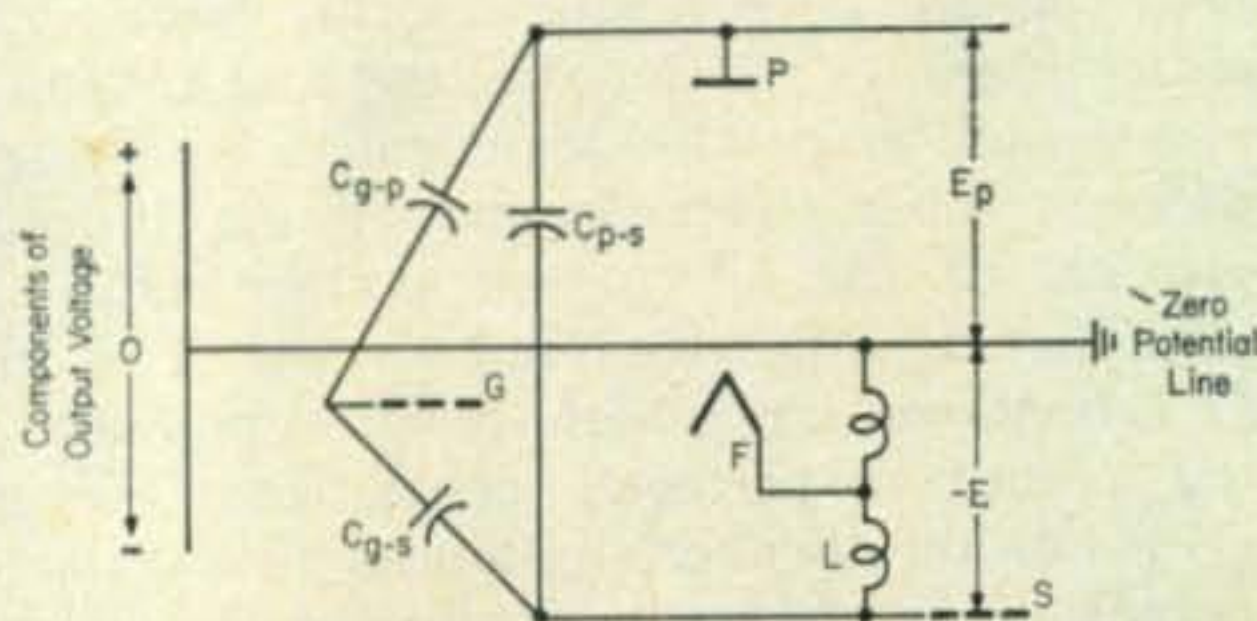 P
+
Cg-p
Ep
Cp-s
Components of
Output Voltage
O
Zero
Potential
Line
G
F
-E
Cg-s
L
S
-